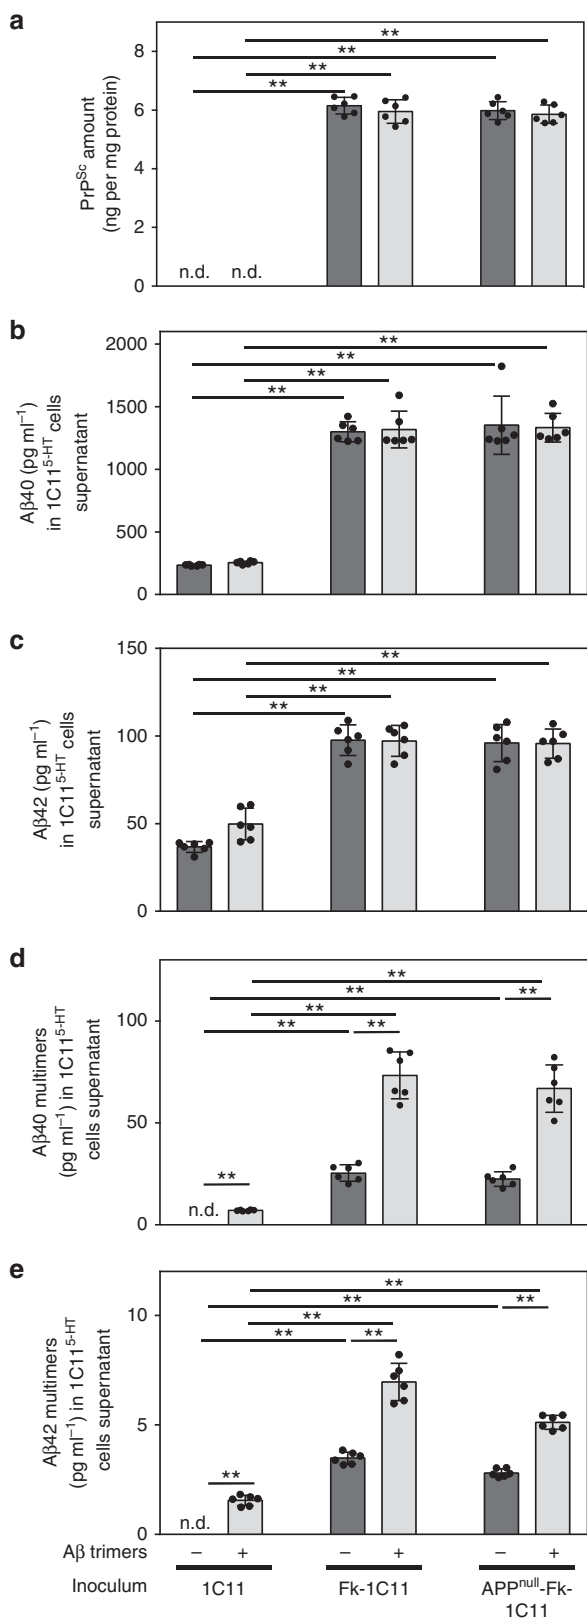 a
PrP^Sc amount
(ng per mg protein)
8
6
4
2
0
**
**
**
**
n.d.
n.d.
b
Aβ40 (pg ml⁻¹)
in 1C11^5-HT cells
supernatant
2000
1500
1000
500
0
**
**
**
**
c
Aβ42 (pg ml⁻¹)
in 1C11^5-HT cells
supernatant
150
100
50
0
**
**
**
**
d
Aβ40 multimers
(pg ml⁻¹) in 1C11^5-HT
cells supernatant
100
50
0
**
**
**
**
**
**
**
n.d.
e
Aβ42 multimers
(pg ml⁻¹) in 1C11^5-HT
cells supernatant
10
5
0
**
**
**
**
**
**
**
n.d.
Aβ trimers – + – + – +
Inoculum 1C11 Fk-1C11 APP^null-Fk-
1C11